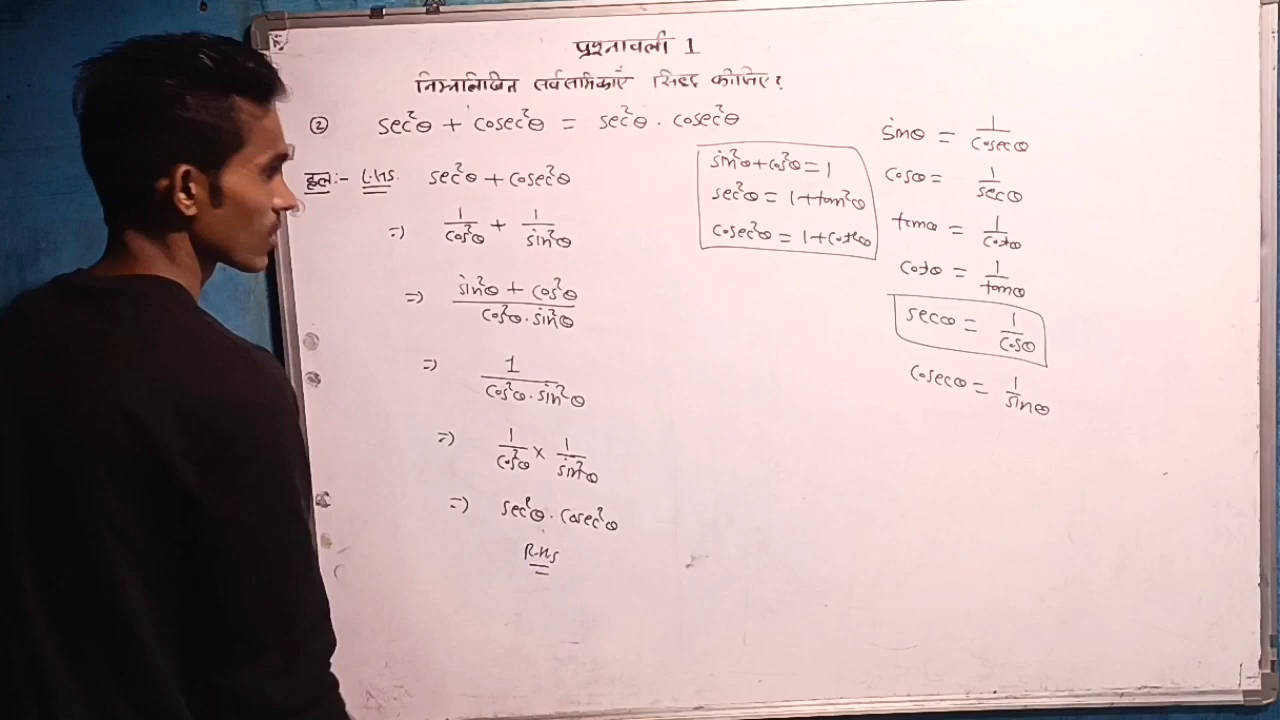 प्रश्नावली 1
निम्नलिखित सर्वसमिकाएँ सिद्ध कीजिए?
② sec²θ + cosec²θ = sec²θ . cosec²θ
हल:- L.H.S. sec²θ + cosec²θ
=) 1/cos²θ + 1/sin²θ
=) sin²θ + cos²θ / cos²θ . sin²θ
=) 1 / cos²θ . sin²θ
=) 1/cos²θ × 1/sin²θ
=) sec²θ . cosec²θ
R.H.S
sin²θ + cos²θ = 1
sec²θ = 1 + tan²θ
cosec²θ = 1 + cot²θ
sinθ = 1/cosecθ
cosθ = 1/secθ
tanθ = 1/cotθ
cotθ = 1/tanθ
secθ = 1/cosθ
cosecθ = 1/sinθ